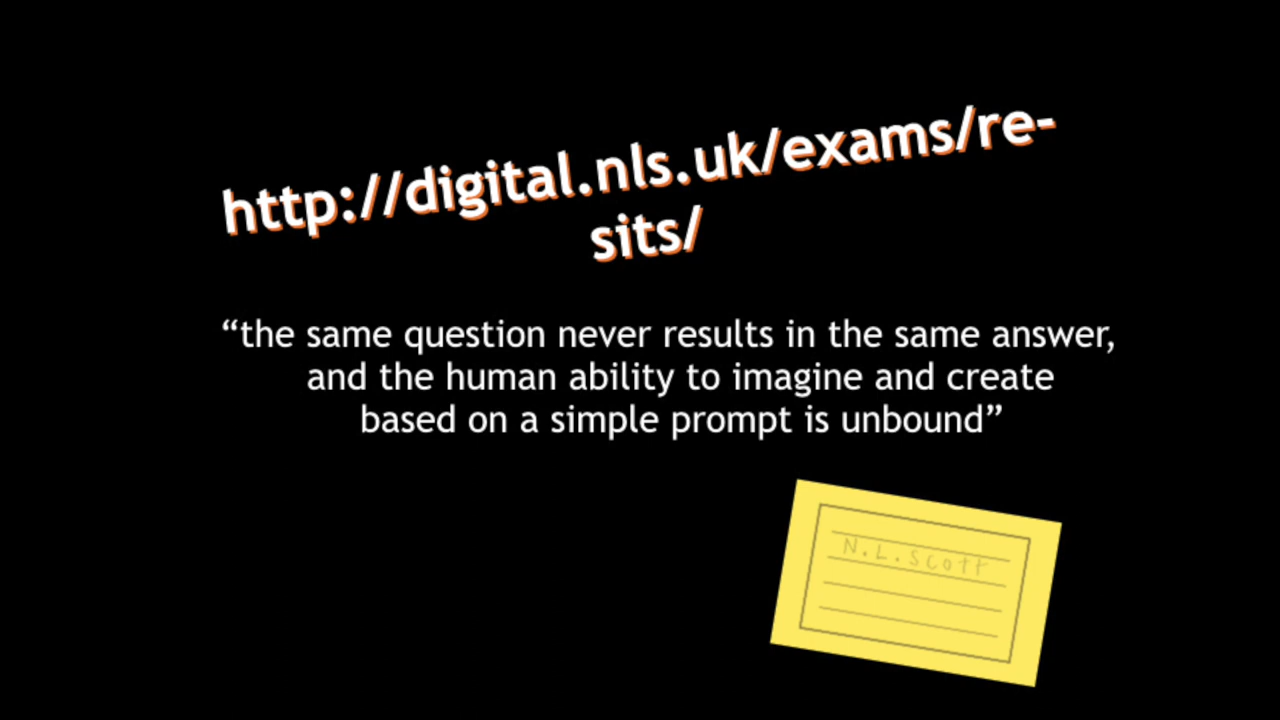 http://digital.nls.uk/exams/re-
sits/
“the same question never results in the same answer,
and the human ability to imagine and create
based on a simple prompt is unbound”
N.L.Scott